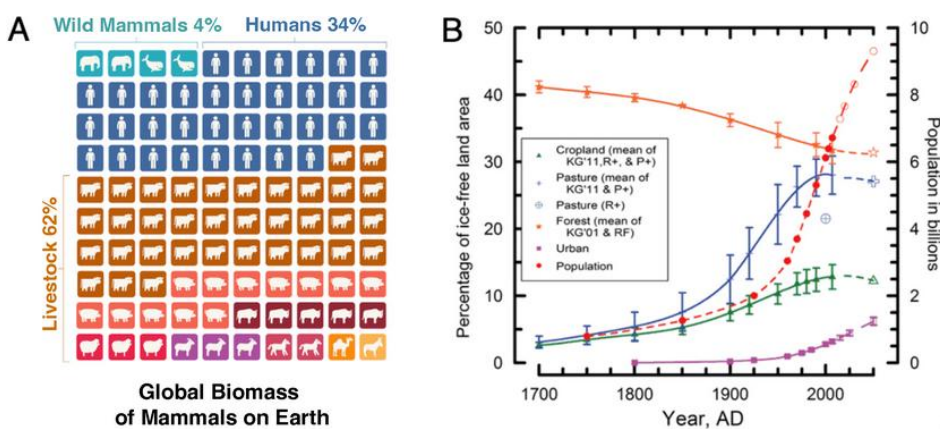 A
Wild Mammals 4%
Humans 34%
Livestock 62%
Global Biomass
of Mammals on Earth
B
Percentage of ice-free land area
50
40
30
20
10
0
Cropland (mean of
KG'11,R+, & P+)
Pasture (mean of
KG'11 & P+)
Pasture (R+)
Forest (mean of
KG'01 & RF)
Urban
Population
10
8
6
4
2
0
Population in billions
1700
1800
1900
2000
Year, AD